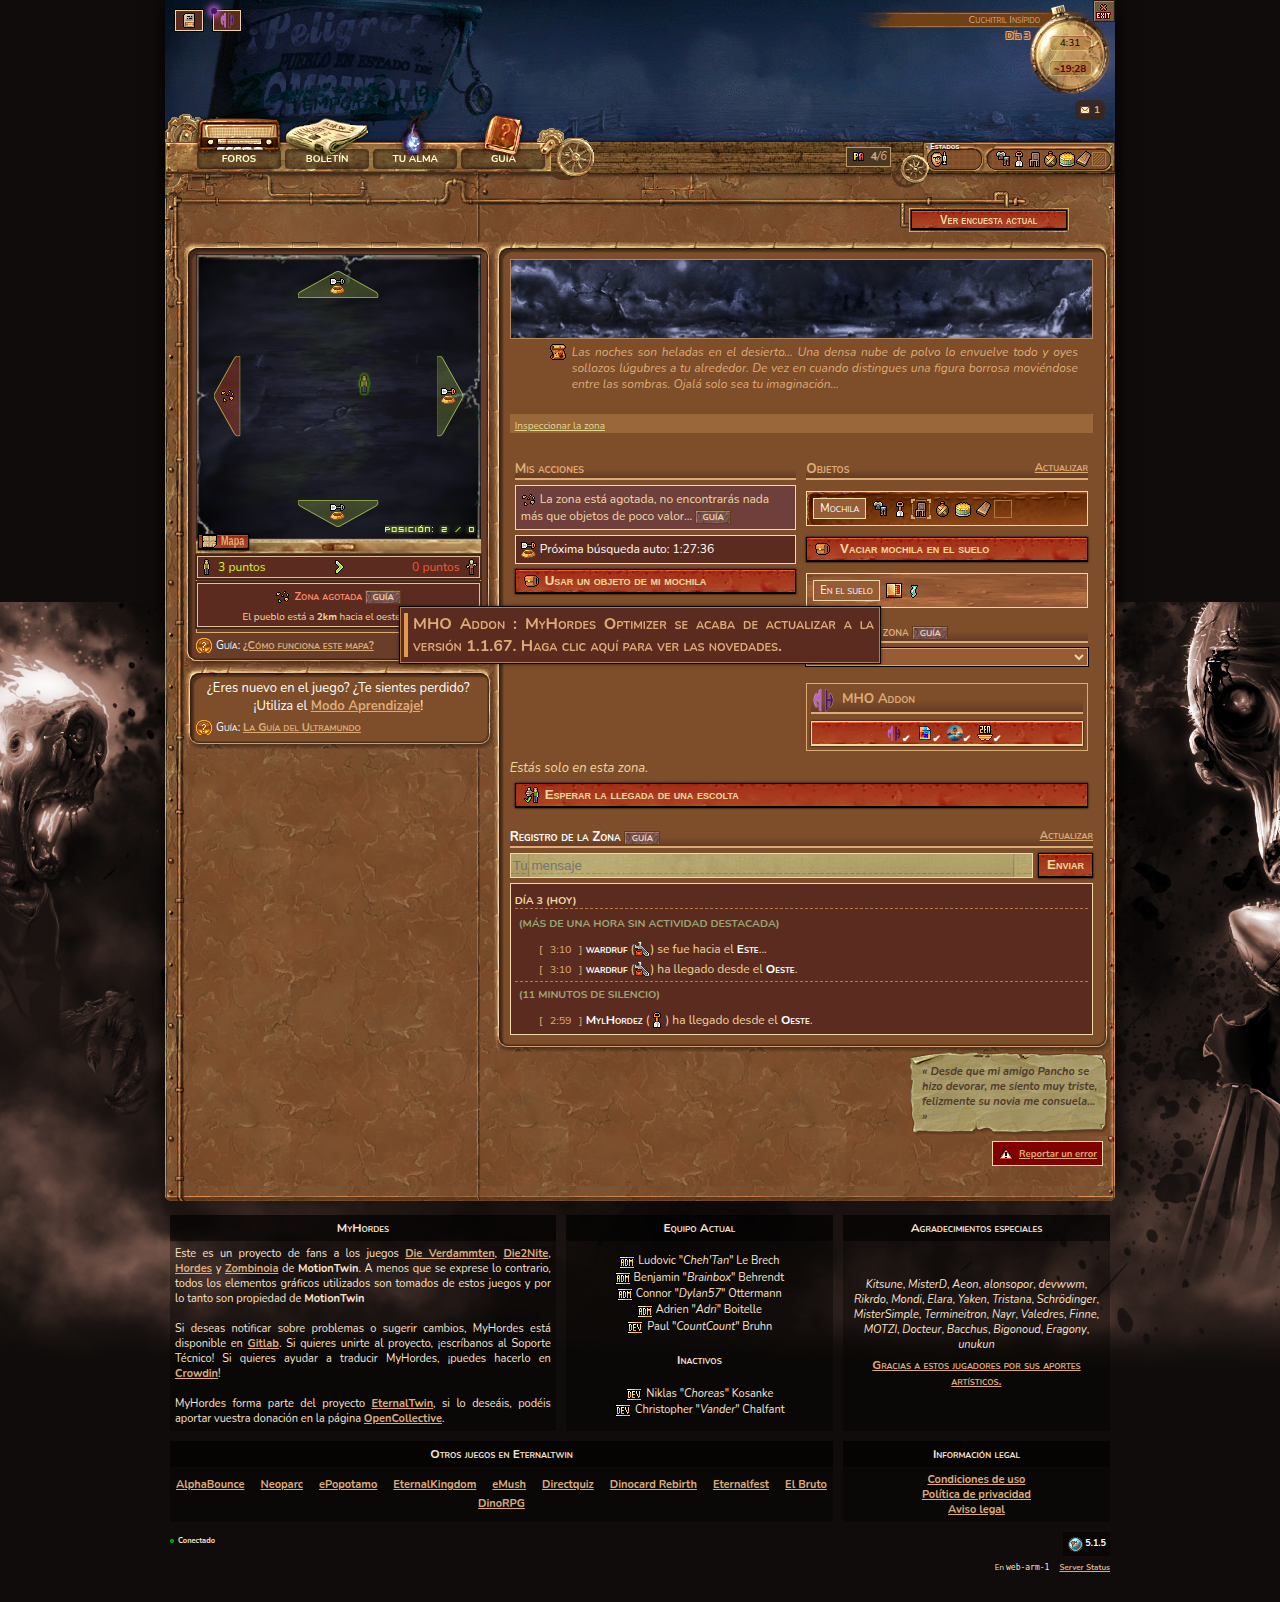 ¡Peligro!
PUEBLO EN ESTADO DE
Cuchitril Insípido
Día 3
EXIT
4:31
~19:28
1
FOROS
BOLETÍN
TU ALMA
GUIA
PA 4/6
Estados
Ver encuesta actual
POSICIÓN: 2 / 0
Mapa
3 puntos
0 puntos
Zona agotada GUÍA
El pueblo está a 2km hacia el oeste
Guía: ¿Cómo funciona este mapa?
¿Eres nuevo en el juego? ¿Te sientes perdido?
¡Utiliza el Modo Aprendizaje!
Guía: La Guía del Ultramundo
Las noches son heladas en el desierto... Una densa nube de polvo lo envuelve todo y oyes
sollozos lúgubres a tu alrededor. De vez en cuando distingues una figura borrosa moviéndose
entre las sombras. Ojalá solo sea tu imaginación...
Inspeccionar la zona
Mis acciones
La zona está agotada, no encontrarás nada
más que objetos de poco valor... GUÍA
Próxima búsqueda auto: 1:27:36
Usar un objeto de mi mochila
Objetos
Actualizar
Mochila
Vaciar mochila en el suelo
En el suelo
zona GUÍA
MHO Addon : MyHordes Optimizer se acaba de actualizar a la
versión 1.1.67. Haga clic aquí para ver las novedades.
MHO Addon
Estás solo en esta zona.
Esperar la llegada de una escolta
Registro de la Zona GUÍA
Actualizar
Tu mensaje
Enviar
DÍA 3 (HOY)
(MÁS DE UNA HORA SIN ACTIVIDAD DESTACADA)
[ 3:10 ] wardruf ( ) se fue hacia el Este...
[ 3:10 ] wardruf ( ) ha llegado desde el Oeste.
(11 MINUTOS DE SILENCIO)
[ 2:59 ] MylHordez ( ) ha llegado desde el Oeste.
« Desde que mi amigo Pancho se
hizo devorar, me siento muy triste,
felizmente su novia me consuela...
»
Reportar un error
MyHordes
Este es un proyecto de fans a los juegos Die Verdammten, Die2Nite,
Hordes y Zombinoia de MotionTwin. A menos que se exprese lo contrario,
todos los elementos gráficos utilizados son tomados de estos juegos y por
lo tanto son propiedad de MotionTwin
Si deseas notificar sobre problemas o sugerir cambios, MyHordes está
disponible en Gitlab. Si quieres unirte al proyecto, ¡escríbanos al Soporte
Técnico! Si quieres ayudar a traducir MyHordes, ¡puedes hacerlo en
Crowdin!
MyHordes forma parte del proyecto EternalTwin, si lo deseáis, podéis
aportar vuestra donación en la página OpenCollective.
Equipo Actual
ADM Ludovic "Cheh'Tan" Le Brech
ADM Benjamin "Brainbox" Behrendt
ADM Connor "Dylan57" Ottermann
ADM Adrien "Adri" Boitelle
DEV Paul "CountCount" Bruhn
Inactivos
DEV Niklas "Choreas" Kosanke
DEV Christopher "Vander" Chalfant
Agradecimientos especiales
Kitsune, MisterD, Aeon, alonsopor, devwwm,
Rikrdo, Mondi, Elara, Yaken, Tristana, Schrödinger,
MisterSimple, Termineitron, Nayr, Valedres, Finne,
MOTZI, Docteur, Bacchus, Bigonoud, Eragony,
unukun
Gracias a estos jugadores por sus aportes
artísticos.
Otros juegos en Eternaltwin
AlphaBounce Neoparc ePopotamo EternalKingdom eMush Directquiz Dinocard Rebirth Eternalfest El Bruto
DinoRPG
Información legal
Condiciones de uso
Política de privacidad
Aviso legal
Conectado
5.1.5
En web-arm-1 Server Status